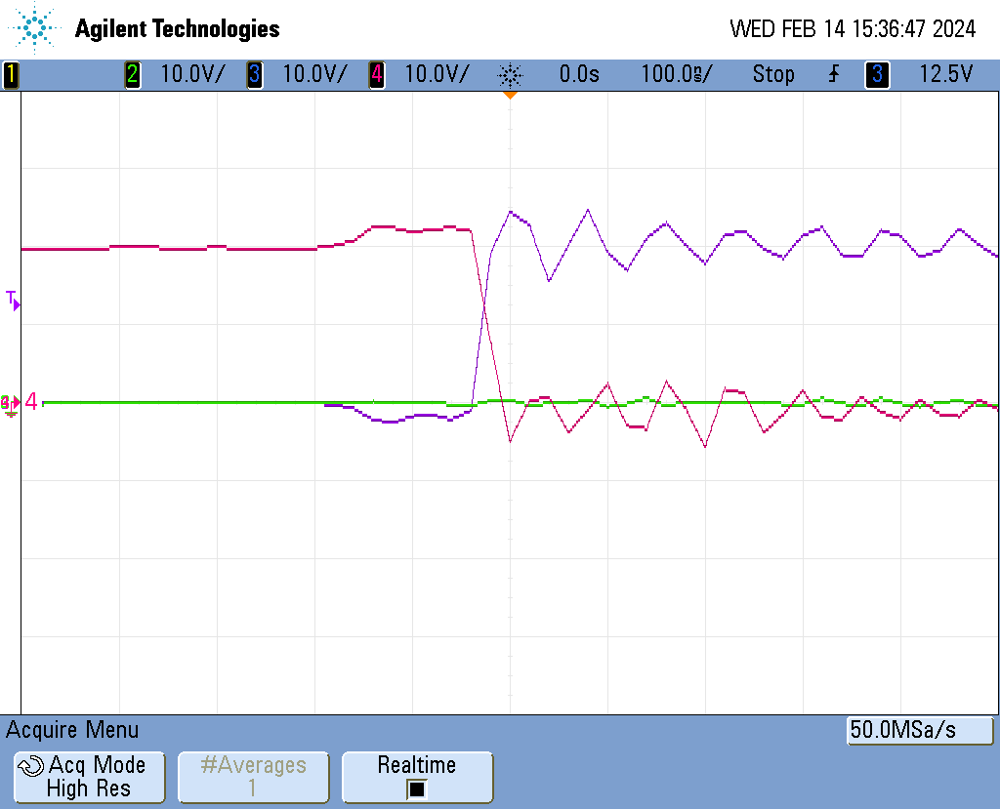 Agilent Technologies
WED FEB 14 15:36:47 2024
1 2 10.0V/ 3 10.0V/ 4 10.0V/ 0.0s 100.0ns/ Stop 3 12.5V
T
4
Acquire Menu
50.0MSa/s
Acq Mode
High Res
#Averages
1
Realtime